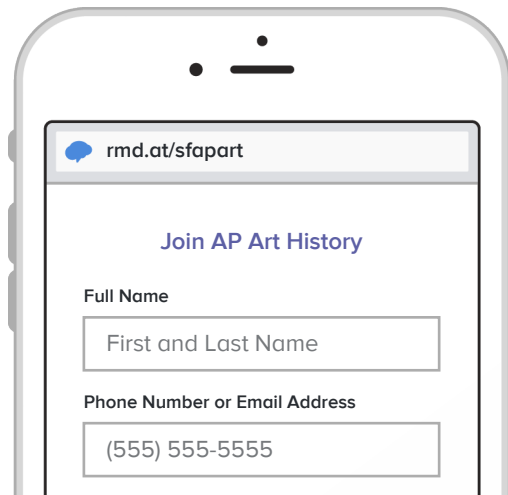 rmd.at/sfapart
Join AP Art History
Full Name
First and Last Name
Phone Number or Email Address
(555) 555-5555